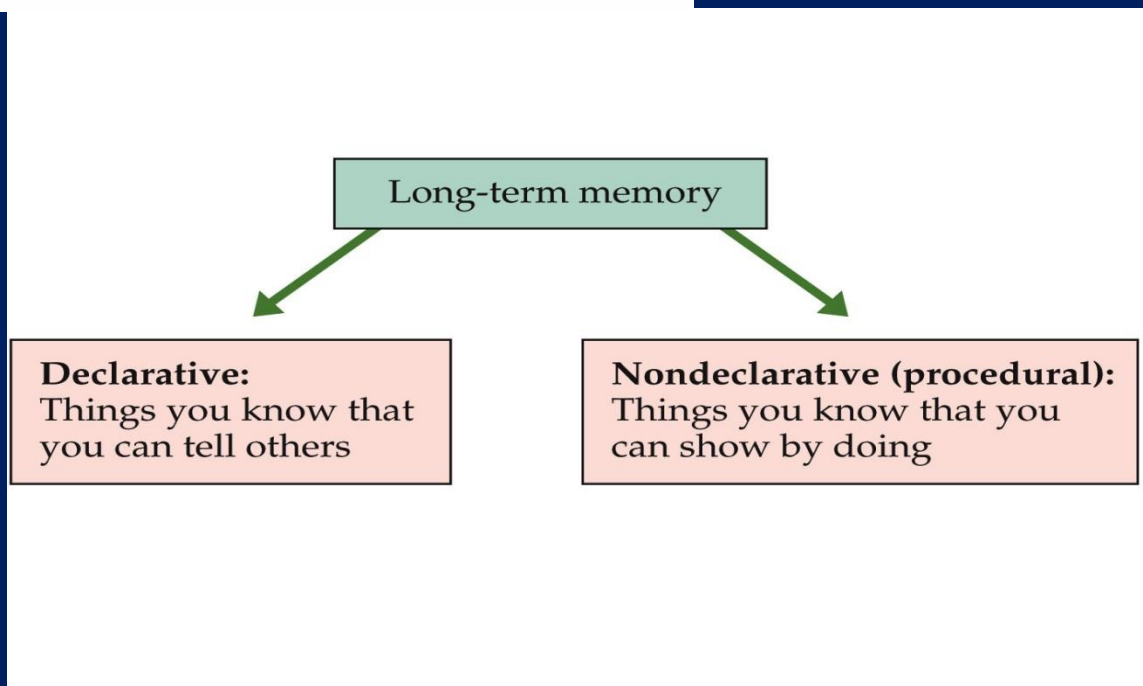 Long-term memory
Declarative:
Things you know that
you can tell others
Nondeclarative (procedural):
Things you know that you
can show by doing